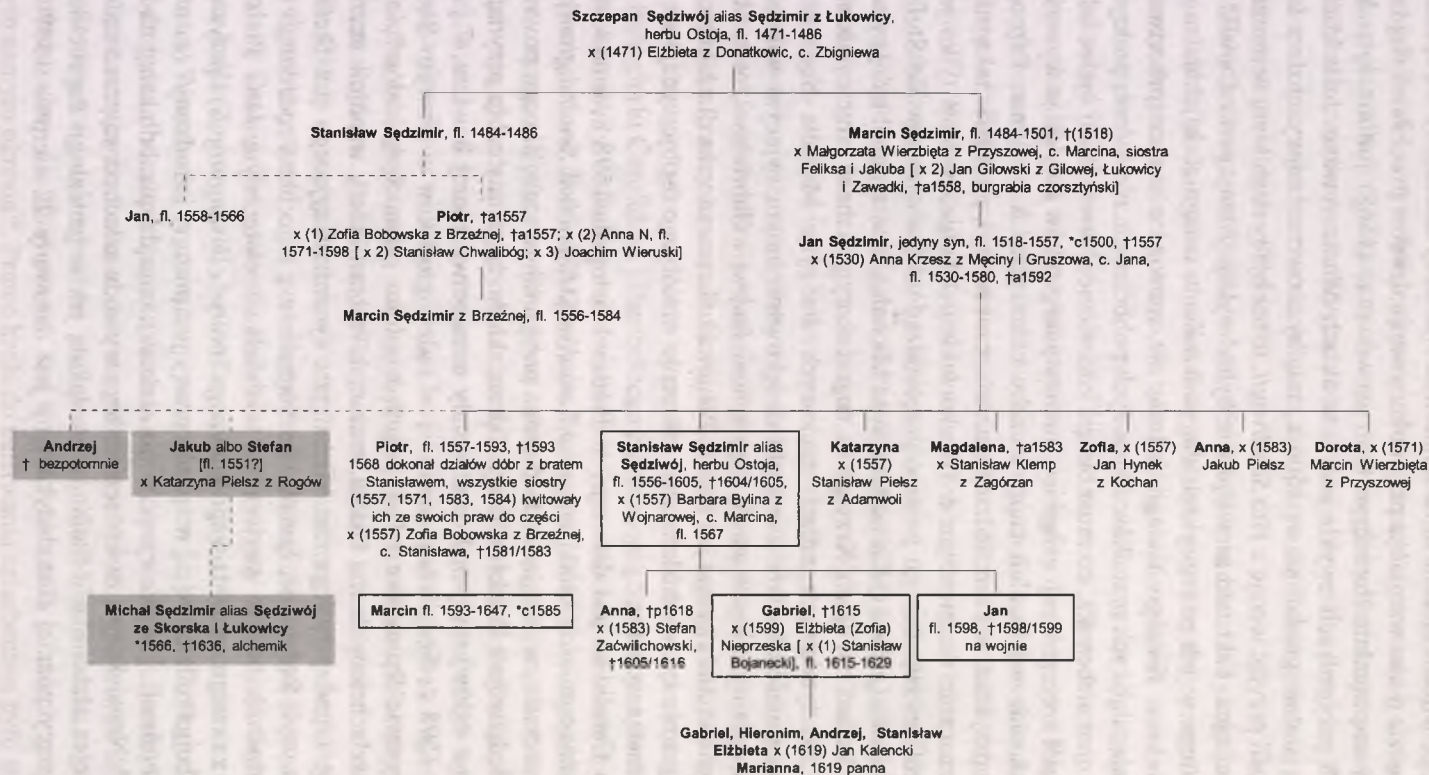 Szczepan Sędziwój alias Sędzimir z Łukowicy,
herbu Ostoja, fl. 1471-1486
x (1471) Elżbieta z Donatkowic, c. Zbigniewa
Stanisław Sędzimir, fl. 1484-1486
Marcin Sędzimir, fl. 1484-1501, †(1518)
x Małgorzata Wierzbięta z Przyszowej, c. Marcina, siostra
Feliksa i Jakuba [ x 2) Jan Gilowski z Gilowej, Łukowicy
i Zawadki, †a1558, burgrabia czorsztyński]
Jan, fl. 1558-1566
Piotr, †a1557
x (1) Zofia Bobowska z Brzeźnej, †a1557; x (2) Anna N, fl.
1571-1598 [ x 2) Stanisław Chwalibóg; x 3) Joachim Wieruski]
Jan Sędzimir, jedyny syn, fl. 1518-1557, *c1500, †1557
x (1530) Anna Krzesz z Męciny i Gruszowa, c. Jana,
fl. 1530-1580, †a1592
Marcin Sędzimir z Brzeźnej, fl. 1556-1584
Andrzej
† bezpotomnie
Jakub albo Stefan
[fl. 1551?]
x Katarzyna Pielsz z Rogów
Piotr, fl. 1557-1593, †1593
1568 dokonał działów dóbr z bratem
Stanisławem, wszystkie siostry
(1557, 1571, 1583, 1584) kwitowały
ich ze swoich praw do części
x (1557) Zofia Bobowska z Brzeźnej,
c. Stanisława, †1581/1583
Stanisław Sędzimir alias
Sędziwój, herbu Ostoja,
fl. 1556-1605, †1604/1605,
x (1557) Barbara Bylina z
Wojnarowej, c. Marcina,
fl. 1567
Katarzyna
x (1557)
Stanisław Pielsz
z Adamwoli
Magdalena, †a1583
x Stanisław Klemp
z Zagórzan
Zofia, x (1557)
Jan Hynek
z Kochan
Anna, x (1583)
Jakub Pielsz
Dorota, x (1571)
Marcin Wierzbięta
z Przyszowej
Michał Sędzimir alias Sędziwój
ze Skorska i Łukowicy
*1566, †1636, alchemik
Marcin fl. 1593-1647, *c1585
Anna, †p1618
x (1583) Stefan
Zaćwilichowski,
†1605/1616
Gabriel, †1615
x (1599) Elżbieta (Zofia)
Nieprzeska [ x (1) Stanisław
Bojanecki], fl. 1615-1629
Jan
fl. 1598, †1598/1599
na wojnie
Gabriel, Hieronim, Andrzej, Stanisław
Elżbieta x (1619) Jan Kalencki
Marianna, 1619 panna